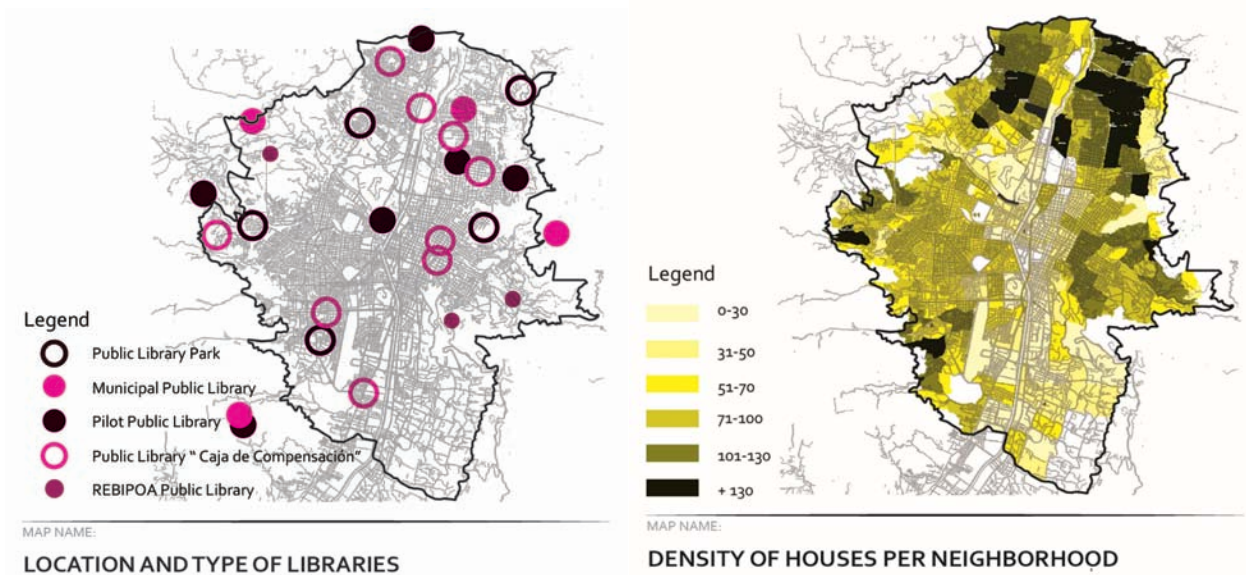 Legend
Public Library Park
Municipal Public Library
Pilot Public Library
Public Library " Caja de Compensación"
REBIPOA Public Library
MAP NAME:
LOCATION AND TYPE OF LIBRARIES
Legend
0-30
31-50
51-70
71-100
101-130
+ 130
MAP NAME:
DENSITY OF HOUSES PER NEIGHBORHOOD